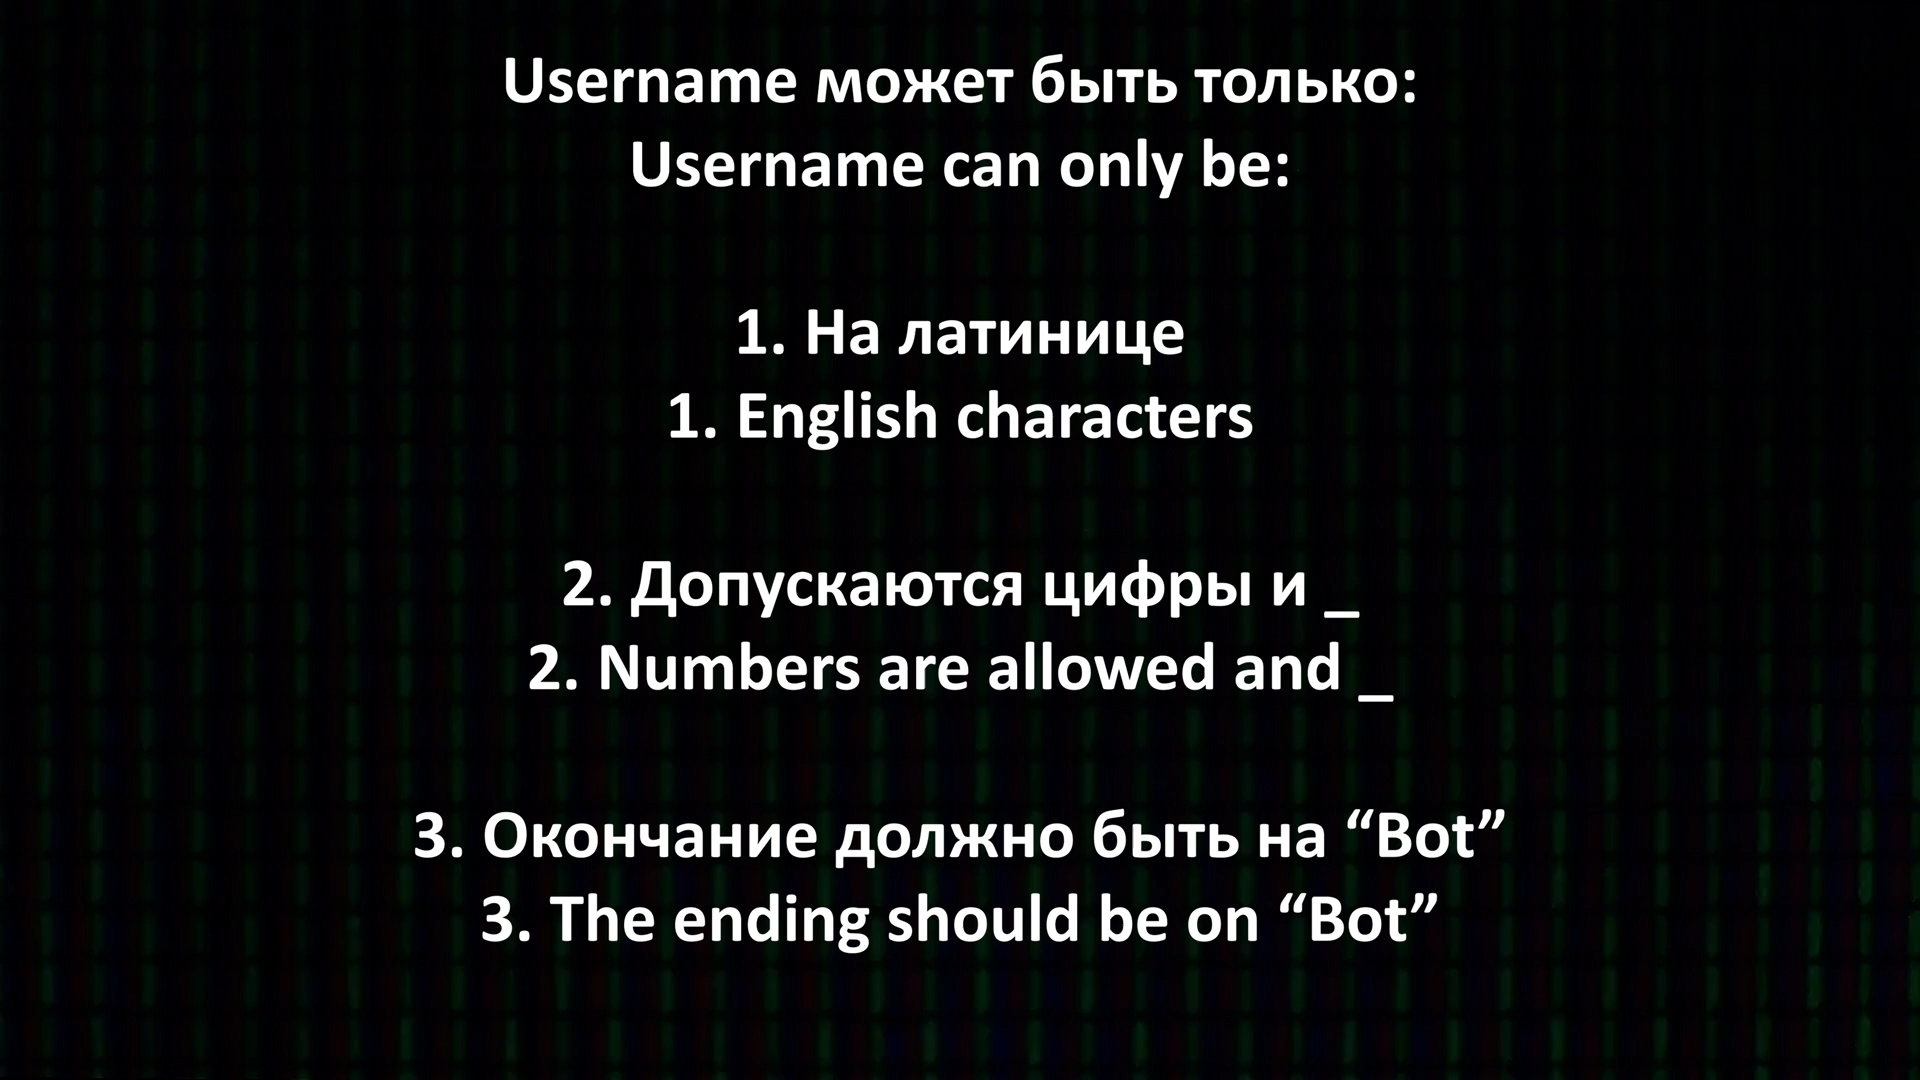 Username может быть только:
Username can only be:
1. На латинице
1. English characters
2. Допускаются цифры и _
2. Numbers are allowed and _
3. Окончание должно быть на “Bot”
3. The ending should be on “Bot”